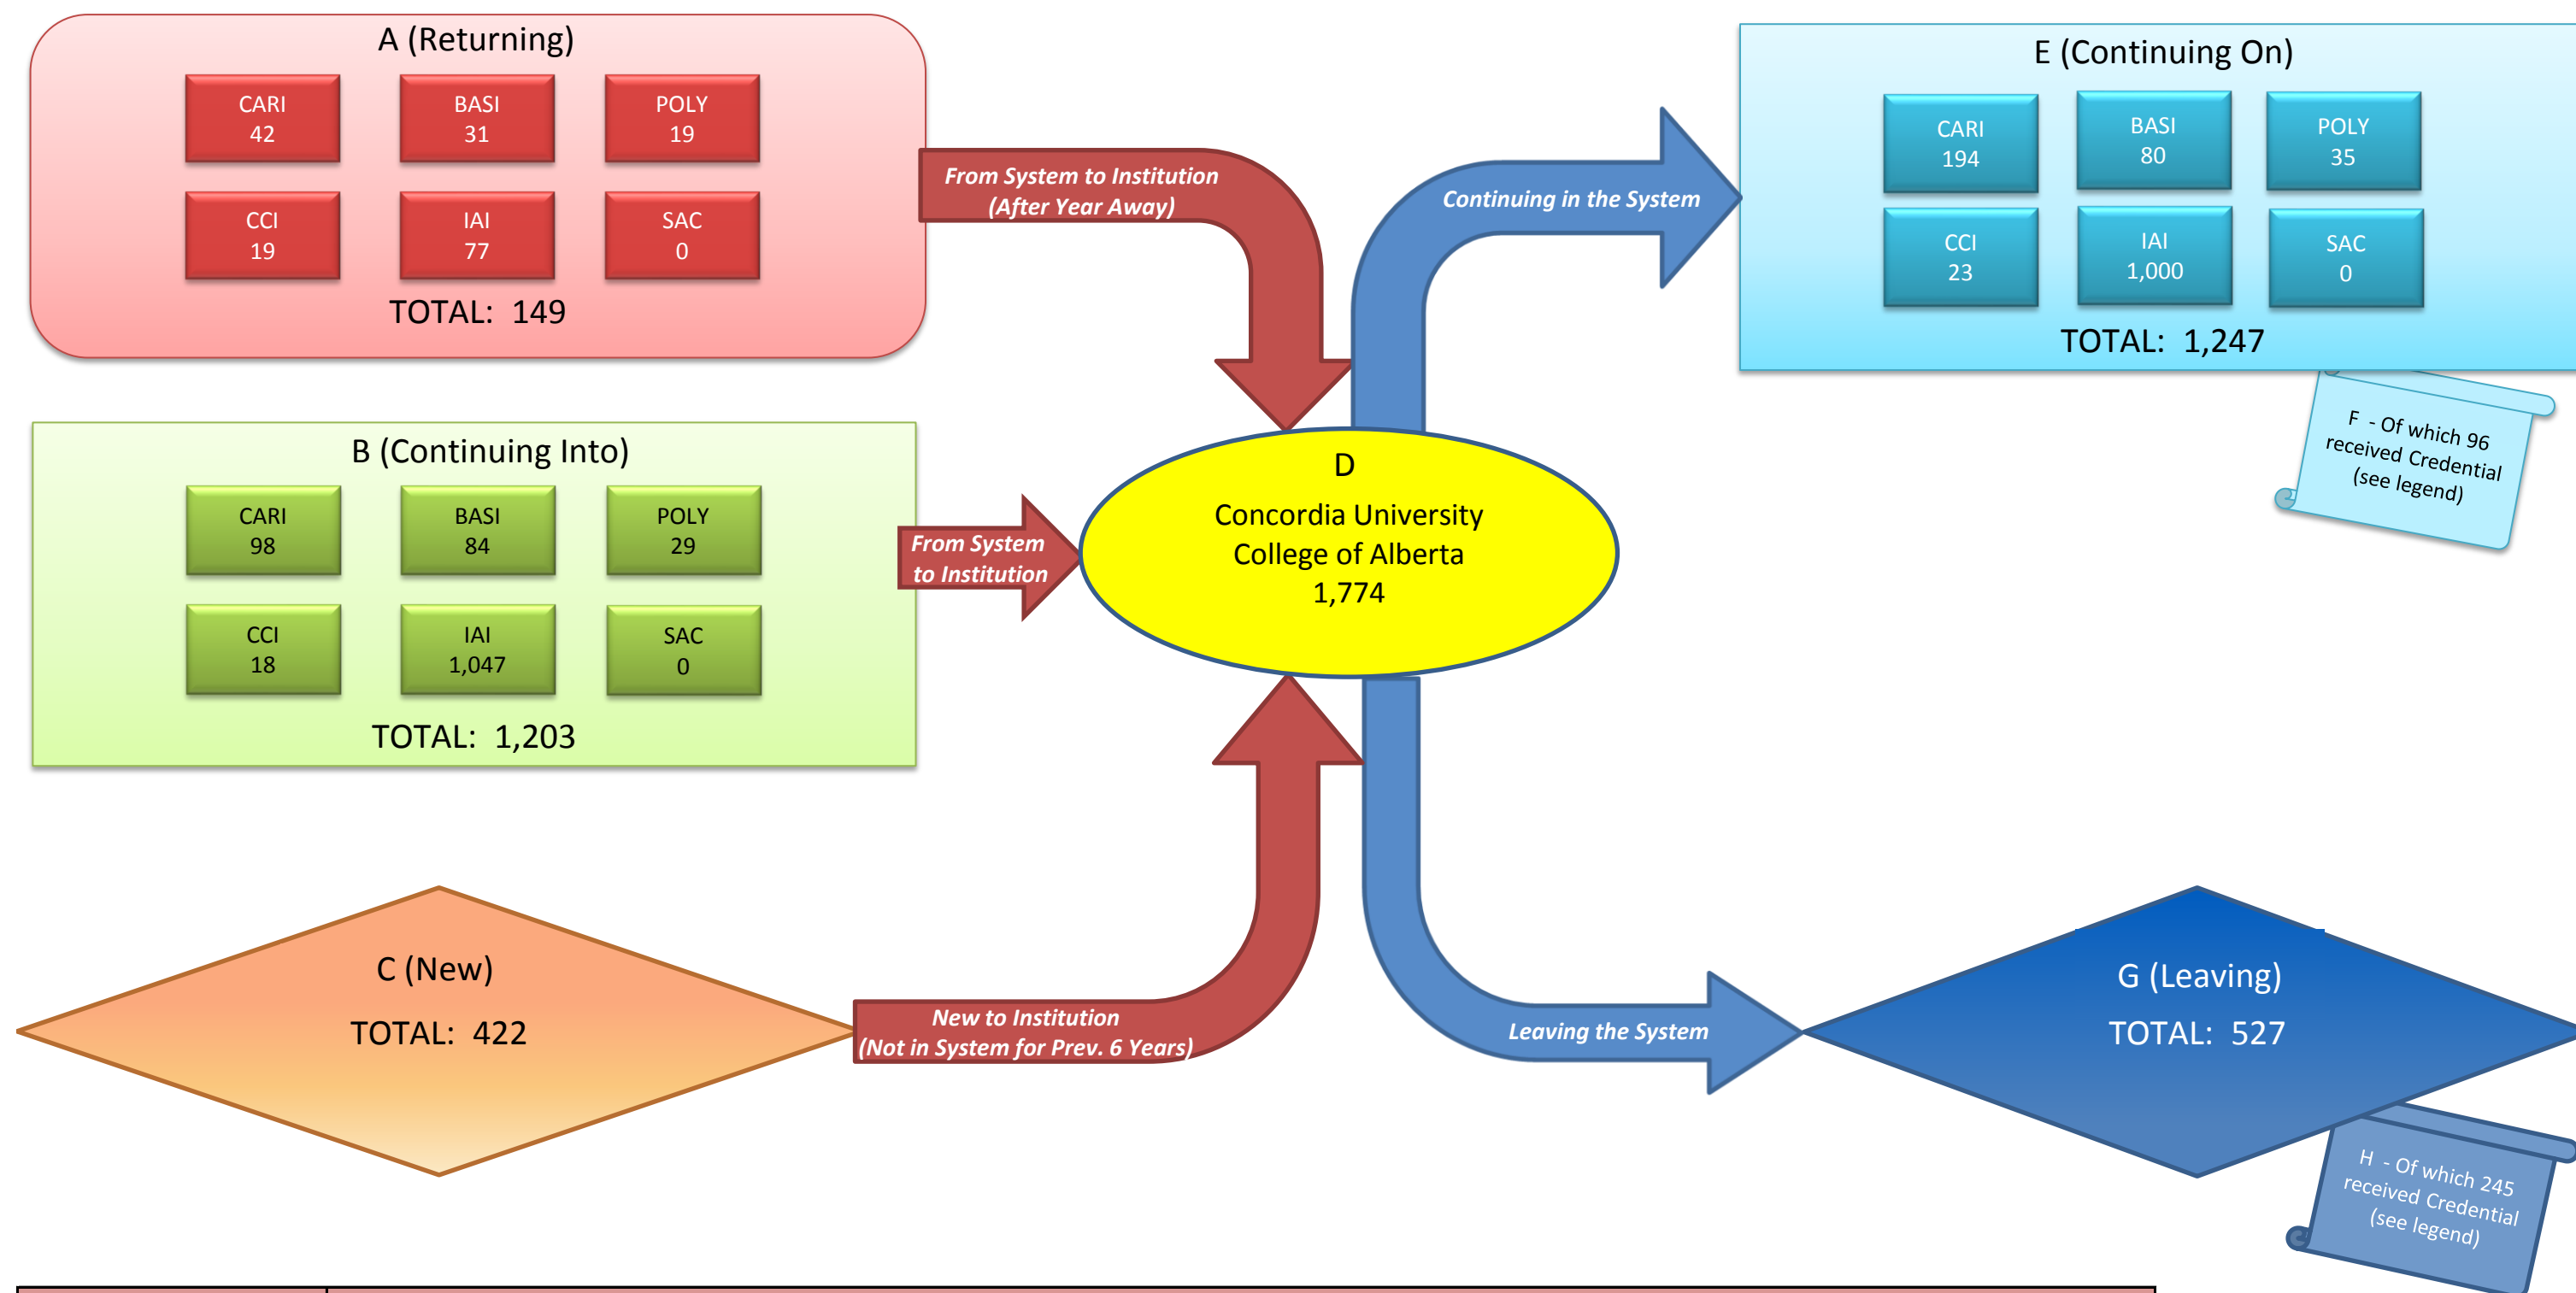 A (Returning)
CARI
42
BASI
31
POLY
19
CCI
19
IAI
77
SAC
0
TOTAL:  149
From System to Institution
(After Year Away)
Continuing in the System
E (Continuing On)
CARI
194
BASI
80
POLY
35
CCI
23
IAI
1,000
SAC
0
TOTAL:  1,247
F  - Of which 96
received Credential
(see legend)
B (Continuing Into)
CARI
98
BASI
84
POLY
29
CCI
18
IAI
1,047
SAC
0
TOTAL:  1,203
From System
to Institution
D
Concordia University
College of Alberta
1,774
C (New)
TOTAL:  422
New to Institution
(Not in System for Prev. 6 Years)
Leaving the System
G (Leaving)
TOTAL:  527
H  - Of which 245
received Credential
(see legend)